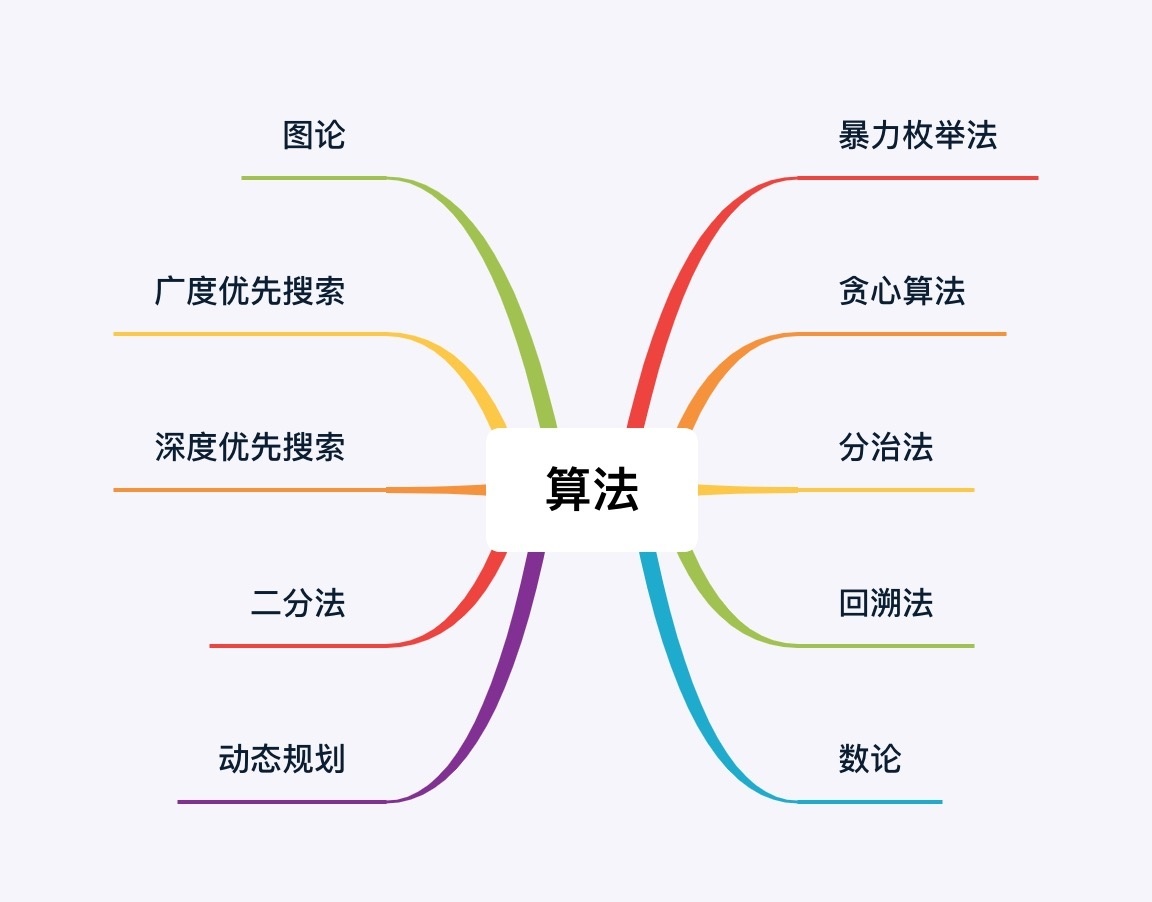 图论
暴力枚举法
广度优先搜索
贪心算法
深度优先搜索
分治法
算法
二分法
回溯法
动态规划
数论